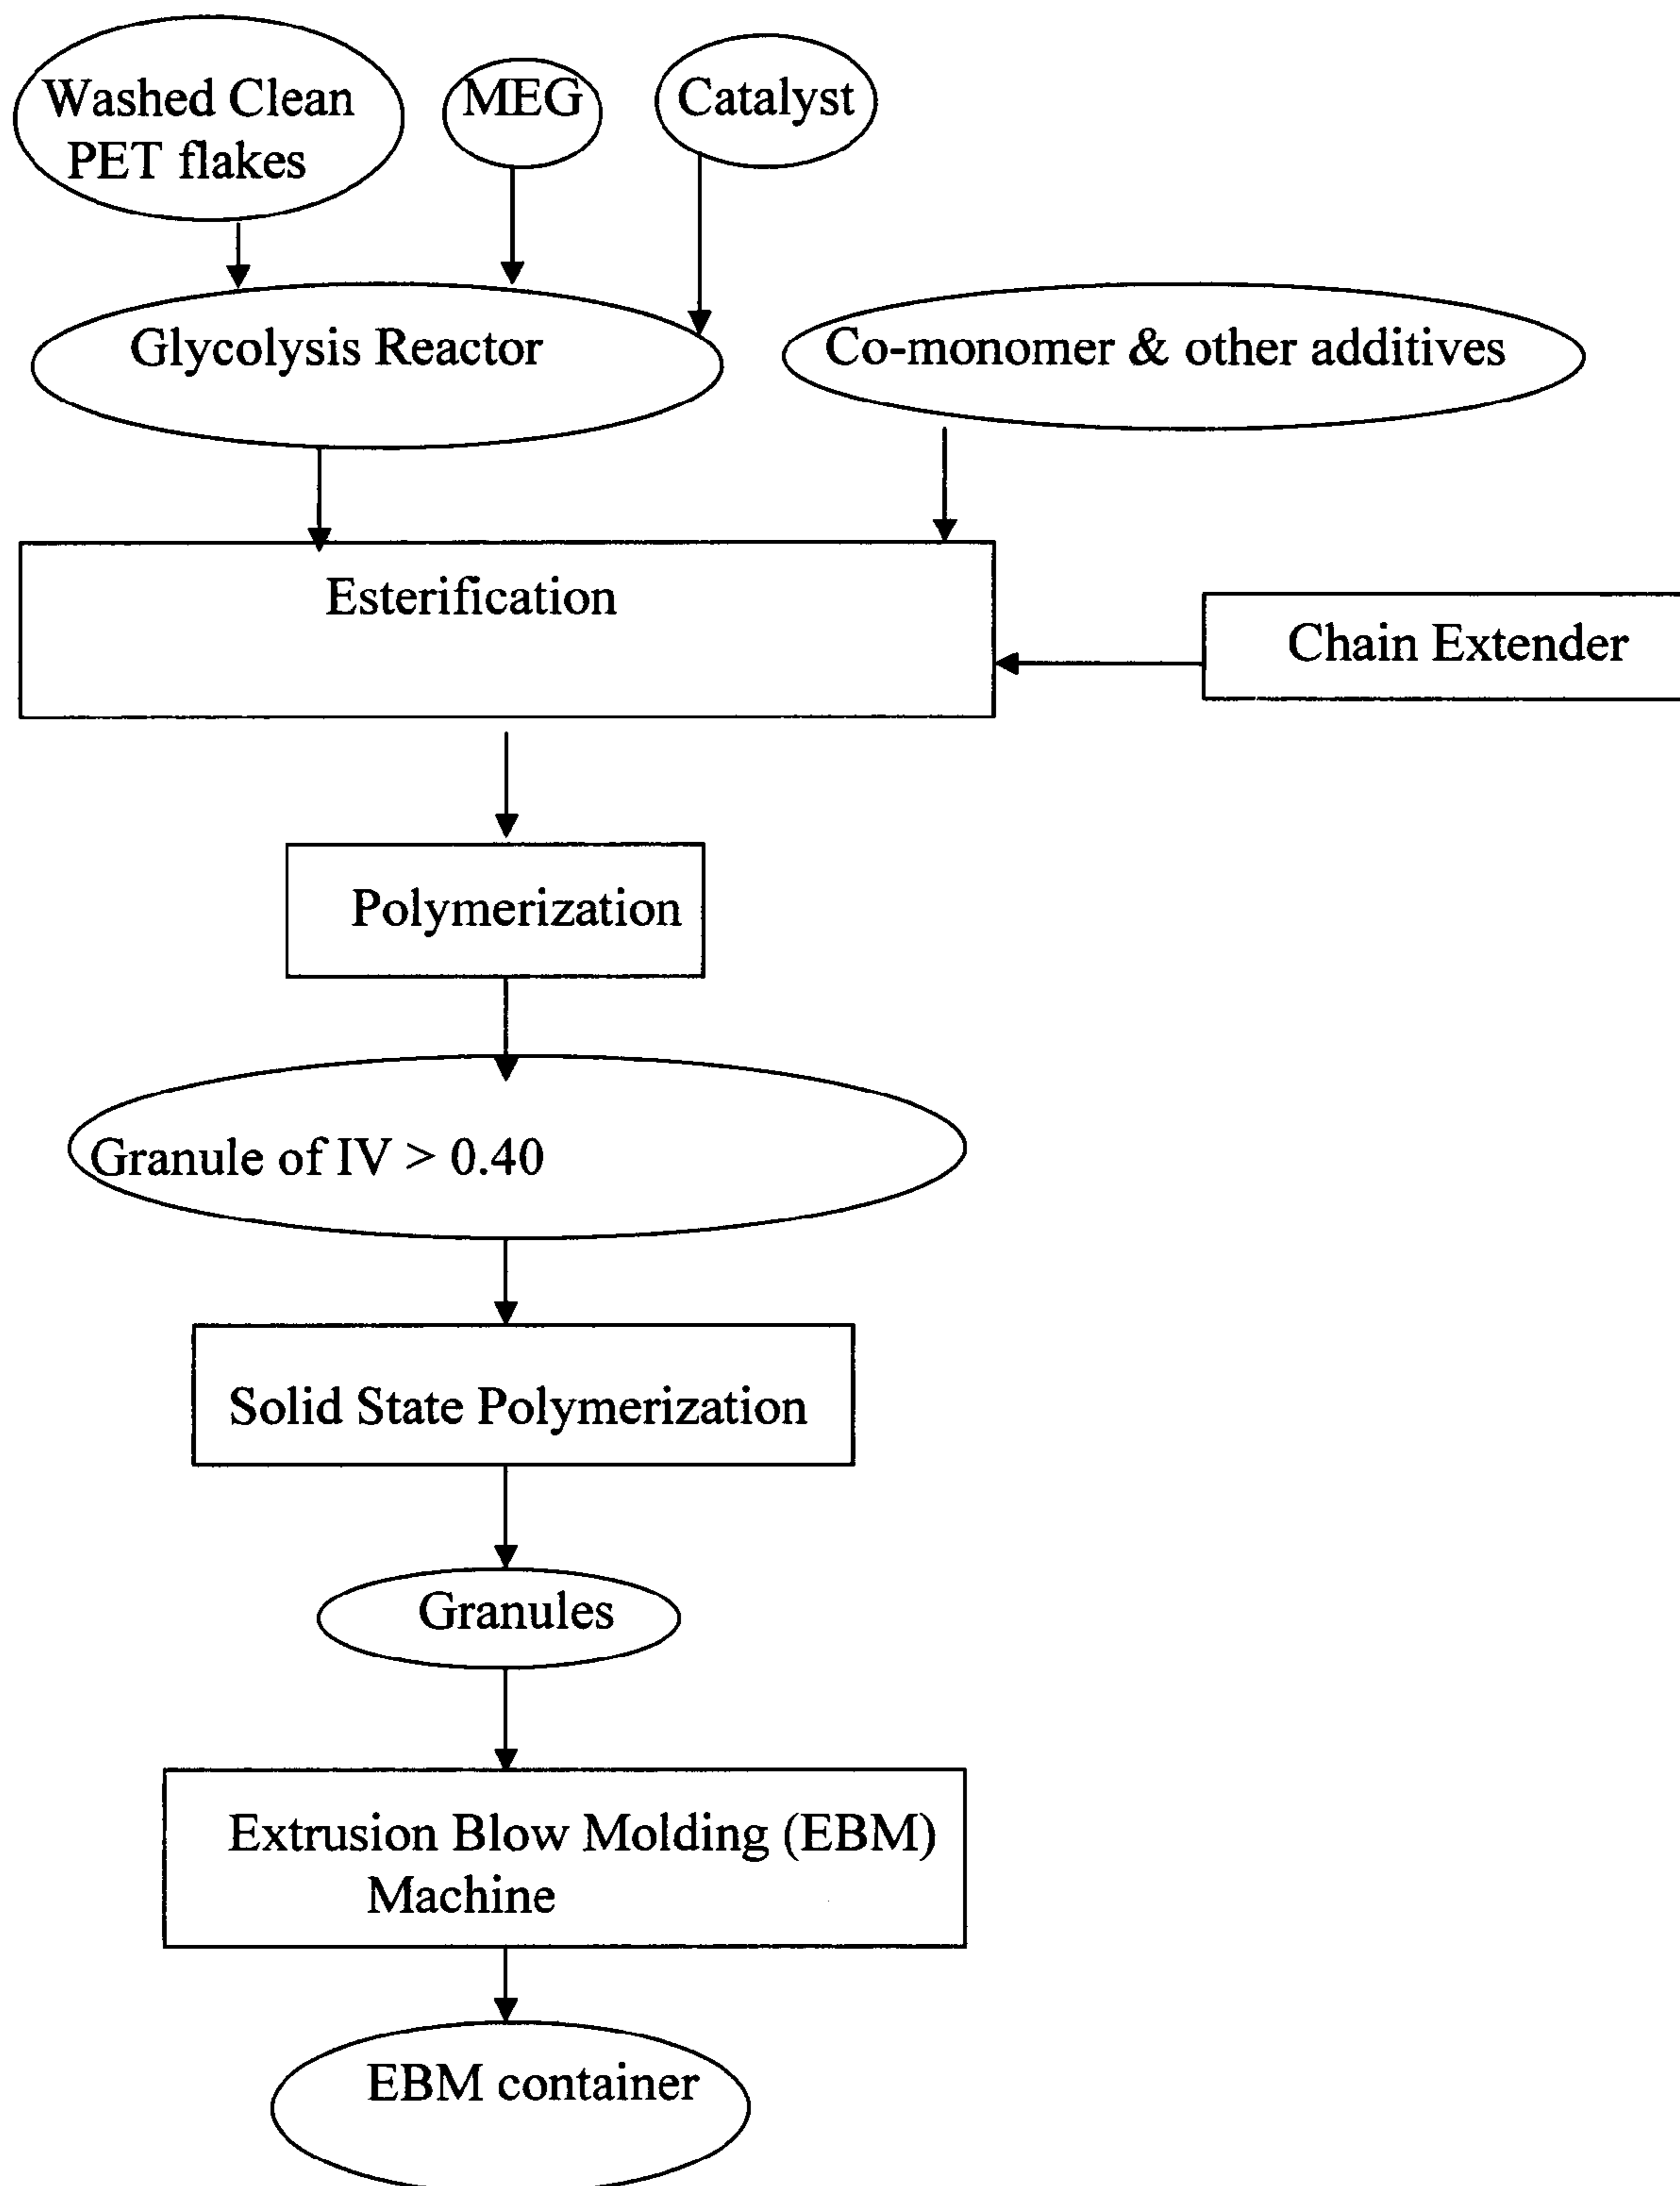 Washed Clean
PET flakes
MEG
Catalyst
Glycolysis Reactor
Co-monomer & other additives
Esterification
Chain Extender
Polymerization
Granule of IV > 0.40
Solid State Polymerization
Granules
Extrusion Blow Molding (EBM)
Machine
EBM container